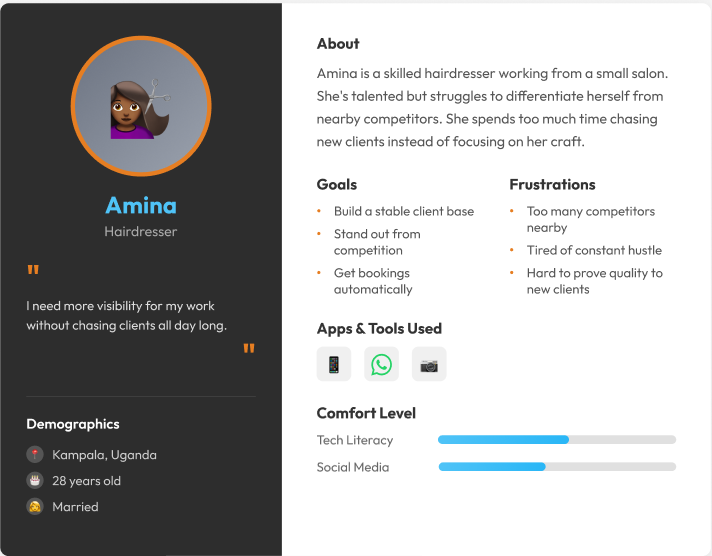 Amina
Hairdresser
"
I need more visibility for my work
without chasing clients all day long.
"
Demographics
Kampala, Uganda
28 years old
Married
About
Amina is a skilled hairdresser working from a small salon.
She's talented but struggles to differentiate herself from
nearby competitors. She spends too much time chasing
new clients instead of focusing on her craft.
Goals
Build a stable client base
Stand out from
competition
Get bookings
automatically
Frustrations
Too many competitors
nearby
Tired of constant hustle
Hard to prove quality to
new clients
Apps & Tools Used
Comfort Level
Tech Literacy
Social Media